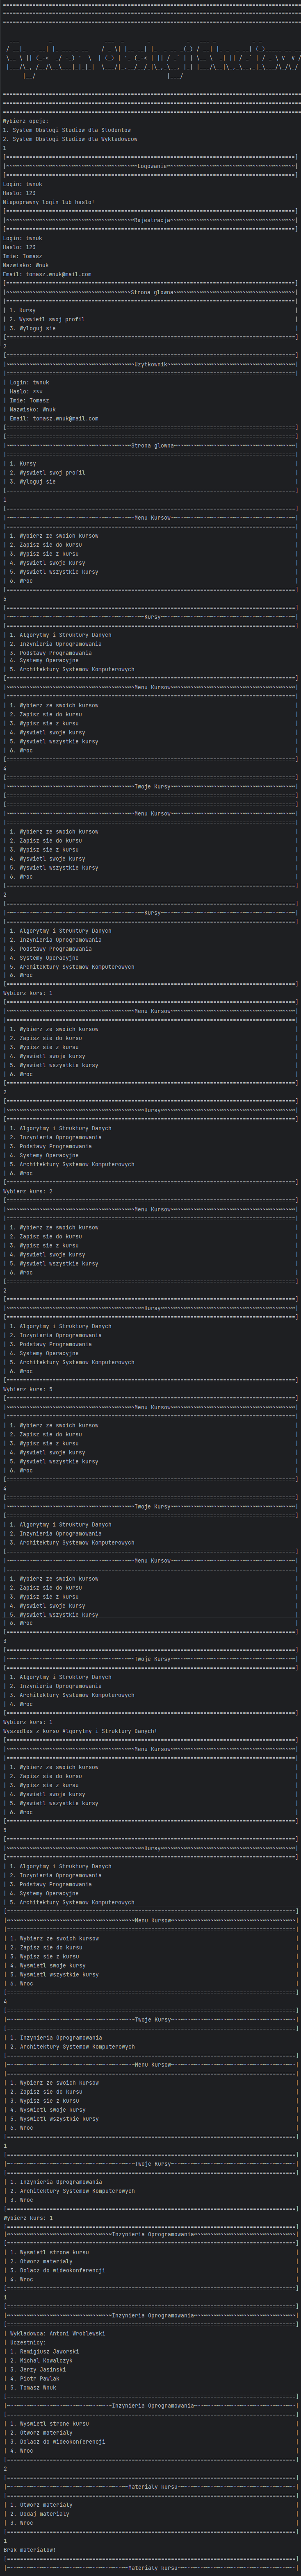 Wybierz opcje:
1. System Obslugi Studiow dla Studentow
2. System Obslugi Studiow dla Wykladowcow
1
Logowanie
Login: twnuk
Haslo: 123
Niepoprawny login lub haslo!
Rejestracja
Login: twnuk
Haslo: 123
Imie: Tomasz
Nazwisko: Wnuk
Email: tomasz.wnuk@mail.com
Strona glowna
| 1. Kursy |
| 2. Wyswietl swoj profil |
| 3. Wyloguj sie |
2
Uzytkownik
| Login: twnuk
| Haslo: ***
| Imie: Tomasz
| Nazwisko: Wnuk
| Email: tomasz.wnuk@mail.com
Strona glowna
| 1. Kursy |
| 2. Wyswietl swoj profil |
| 3. Wyloguj sie |
1
Menu Kursow
| 1. Wybierz ze swoich kursow |
| 2. Zapisz sie do kursu |
| 3. Wypisz sie z kursu |
| 4. Wyswietl swoje kursy |
| 5. Wyswietl wszystkie kursy |
| 6. Wroc |
5
Kursy
| 1. Algorytmy i Struktury Danych
| 2. Inzynieria Oprogramowania
| 3. Podstawy Programowania
| 4. Systemy Operacyjne
| 5. Architektury Systemow Komputerowych
Menu Kursow
| 1. Wybierz ze swoich kursow |
| 2. Zapisz sie do kursu |
| 3. Wypisz sie z kursu |
| 4. Wyswietl swoje kursy |
| 5. Wyswietl wszystkie kursy |
| 6. Wroc |
4
Twoje Kursy
Menu Kursow
| 1. Wybierz ze swoich kursow |
| 2. Zapisz sie do kursu |
| 3. Wypisz sie z kursu |
| 4. Wyswietl swoje kursy |
| 5. Wyswietl wszystkie kursy |
| 6. Wroc |
2
Kursy
| 1. Algorytmy i Struktury Danych
| 2. Inzynieria Oprogramowania
| 3. Podstawy Programowania
| 4. Systemy Operacyjne
| 5. Architektury Systemow Komputerowych
| 6. Wroc |
Wybierz kurs: 1
Menu Kursow
| 1. Wybierz ze swoich kursow |
| 2. Zapisz sie do kursu |
| 3. Wypisz sie z kursu |
| 4. Wyswietl swoje kursy |
| 5. Wyswietl wszystkie kursy |
| 6. Wroc |
2
Kursy
| 1. Algorytmy i Struktury Danych
| 2. Inzynieria Oprogramowania
| 3. Podstawy Programowania
| 4. Systemy Operacyjne
| 5. Architektury Systemow Komputerowych
| 6. Wroc |
Wybierz kurs: 2
Menu Kursow
| 1. Wybierz ze swoich kursow |
| 2. Zapisz sie do kursu |
| 3. Wypisz sie z kursu |
| 4. Wyswietl swoje kursy |
| 5. Wyswietl wszystkie kursy |
| 6. Wroc |
2
Kursy
| 1. Algorytmy i Struktury Danych
| 2. Inzynieria Oprogramowania
| 3. Podstawy Programowania
| 4. Systemy Operacyjne
| 5. Architektury Systemow Komputerowych
| 6. Wroc |
Wybierz kurs: 5
Menu Kursow
| 1. Wybierz ze swoich kursow |
| 2. Zapisz sie do kursu |
| 3. Wypisz sie z kursu |
| 4. Wyswietl swoje kursy |
| 5. Wyswietl wszystkie kursy |
| 6. Wroc |
4
Twoje Kursy
| 1. Algorytmy i Struktury Danych
| 2. Inzynieria Oprogramowania
| 3. Architektury Systemow Komputerowych
Menu Kursow
| 1. Wybierz ze swoich kursow |
| 2. Zapisz sie do kursu |
| 3. Wypisz sie z kursu |
| 4. Wyswietl swoje kursy |
| 5. Wyswietl wszystkie kursy |
| 6. Wroc |
3
Twoje Kursy
| 1. Algorytmy i Struktury Danych
| 2. Inzynieria Oprogramowania
| 3. Architektury Systemow Komputerowych
| 4. Wroc |
Wybierz kurs: 1
Wyszedles z kursu Algorytmy i Struktury Danych!
Menu Kursow
| 1. Wybierz ze swoich kursow |
| 2. Zapisz sie do kursu |
| 3. Wypisz sie z kursu |
| 4. Wyswietl swoje kursy |
| 5. Wyswietl wszystkie kursy |
| 6. Wroc |
5
Kursy
| 1. Algorytmy i Struktury Danych
| 2. Inzynieria Oprogramowania
| 3. Podstawy Programowania
| 4. Systemy Operacyjne
| 5. Architektury Systemow Komputerowych
Menu Kursow
| 1. Wybierz ze swoich kursow |
| 2. Zapisz sie do kursu |
| 3. Wypisz sie z kursu |
| 4. Wyswietl swoje kursy |
| 5. Wyswietl wszystkie kursy |
| 6. Wroc |
4
Twoje Kursy
| 1. Inzynieria Oprogramowania
| 2. Architektury Systemow Komputerowych
Menu Kursow
| 1. Wybierz ze swoich kursow |
| 2. Zapisz sie do kursu |
| 3. Wypisz sie z kursu |
| 4. Wyswietl swoje kursy |
| 5. Wyswietl wszystkie kursy |
| 6. Wroc |
1
Twoje Kursy
| 1. Inzynieria Oprogramowania
| 2. Architektury Systemow Komputerowych
| 3. Wroc |
Wybierz kurs: 1
Inzynieria Oprogramowania
| 1. Wyswietl strone kursu |
| 2. Otworz materialy |
| 3. Dolacz do wideokonferencji |
| 4. Wroc |
1
Inzynieria Oprogramowania
| Wykladowca: Antoni Wroblewski
| Uczestnicy:
| 1. Remigiusz Jaworski
| 2. Michal Kowalczyk
| 3. Jerzy Jasinski
| 4. Piotr Pawlak
| 5. Tomasz Wnuk
Inzynieria Oprogramowania
| 1. Wyswietl strone kursu |
| 2. Otworz materialy |
| 3. Dolacz do wideokonferencji |
| 4. Wroc |
2
Materialy kursu
| 1. Otworz materialy |
| 2. Dodaj materialy |
| 3. Wroc |
1
Brak materialow!
Materialy kursu